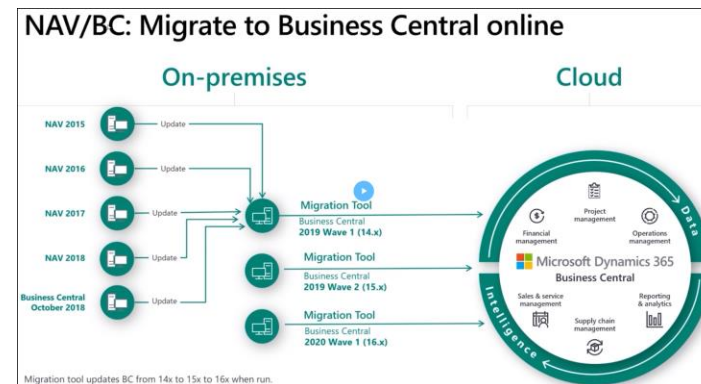 NAV/BC: Migrate to Business Central online
On-premises
Cloud
NAV 2015
Update
NAV 2016
Update
NAV 2017
Update
NAV 2018
Update
Business Central
October 2018
Update
Migration Tool
Business Central
2019 Wave 1 (14.x)
Migration Tool
Business Central
2019 Wave 2 (15.x)
Migration Tool
Business Central
2020 Wave 1 (16.x)
Data
Intelligence
Project
management
Financial
management
Operations
management
Microsoft Dynamics 365
Business Central
Sales & service
management
Supply chain
management
Reporting
& analytics
Migration tool updates BC from 14x to 15x to 16x when run.